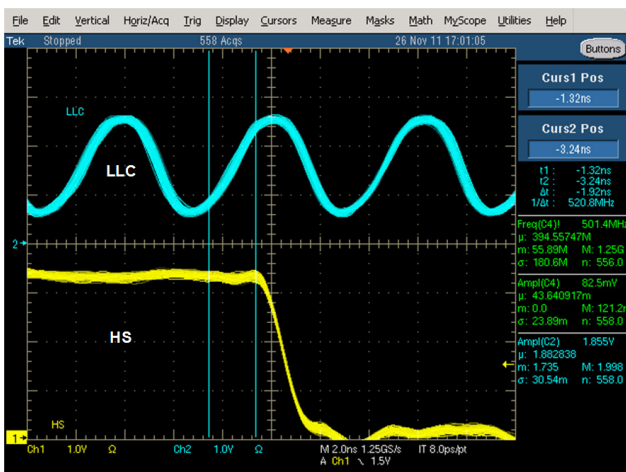 File Edit Vertical Horiz/Acq Trig Display Cursors Measure Masks Math MyScope Utilities Help
Tek Stopped 558 Acqs 26 Nov 11 17:01:05
Buttons
Curs1 Pos
-1.32ns
Curs2 Pos
-3.24ns
t1: -1.32ns
t2: -3.24ns
Δt: -1.92ns
1/Δt: 520.8MHz
LLC
LLC
2
Freq(C4)! 501.4MHz
µ: 394.55747M
m: 55.89M M: 1.25G
σ: 180.6M n: 556.0
Ampl(C4) 82.5mV
µ: 43.640917m
m: 0.0 M: 121.2m
σ: 23.89m n: 558.0
HS
Ampl(C2) 1.855V
µ: 1.882838
m: 1.735 M: 1.998
σ: 30.54m n: 558.0
HS
1
Ch1 1.0V Ω Ch2 1.0V Ω M 2.0ns 1.25GS/s IT 8.0ps/pt
A Ch1 \ 1.5V